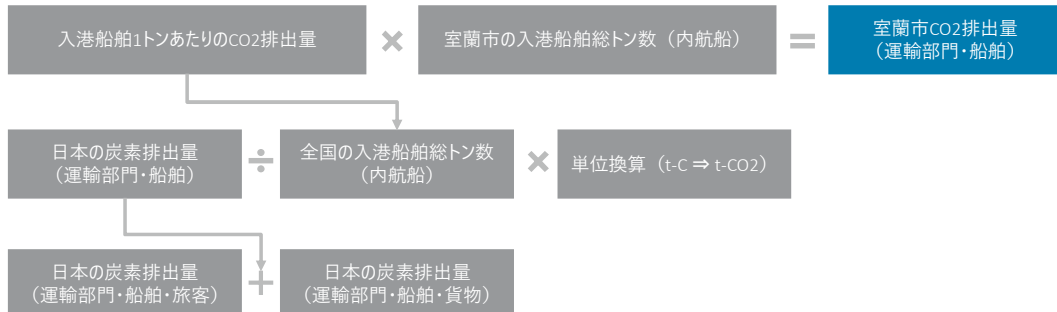 入港船舶1トンあたりのCO2排出量
×
室蘭市の入港船舶総トン数（内航船）
=
室蘭市CO2排出量
（運輸部門・船舶）
日本の炭素排出量
（運輸部門・船舶）
÷
全国の入港船舶総トン数
（内航船）
×
単位換算（t-C ⇒ t-CO2）
日本の炭素排出量
（運輸部門・船舶・旅客）
+
日本の炭素排出量
（運輸部門・船舶・貨物）